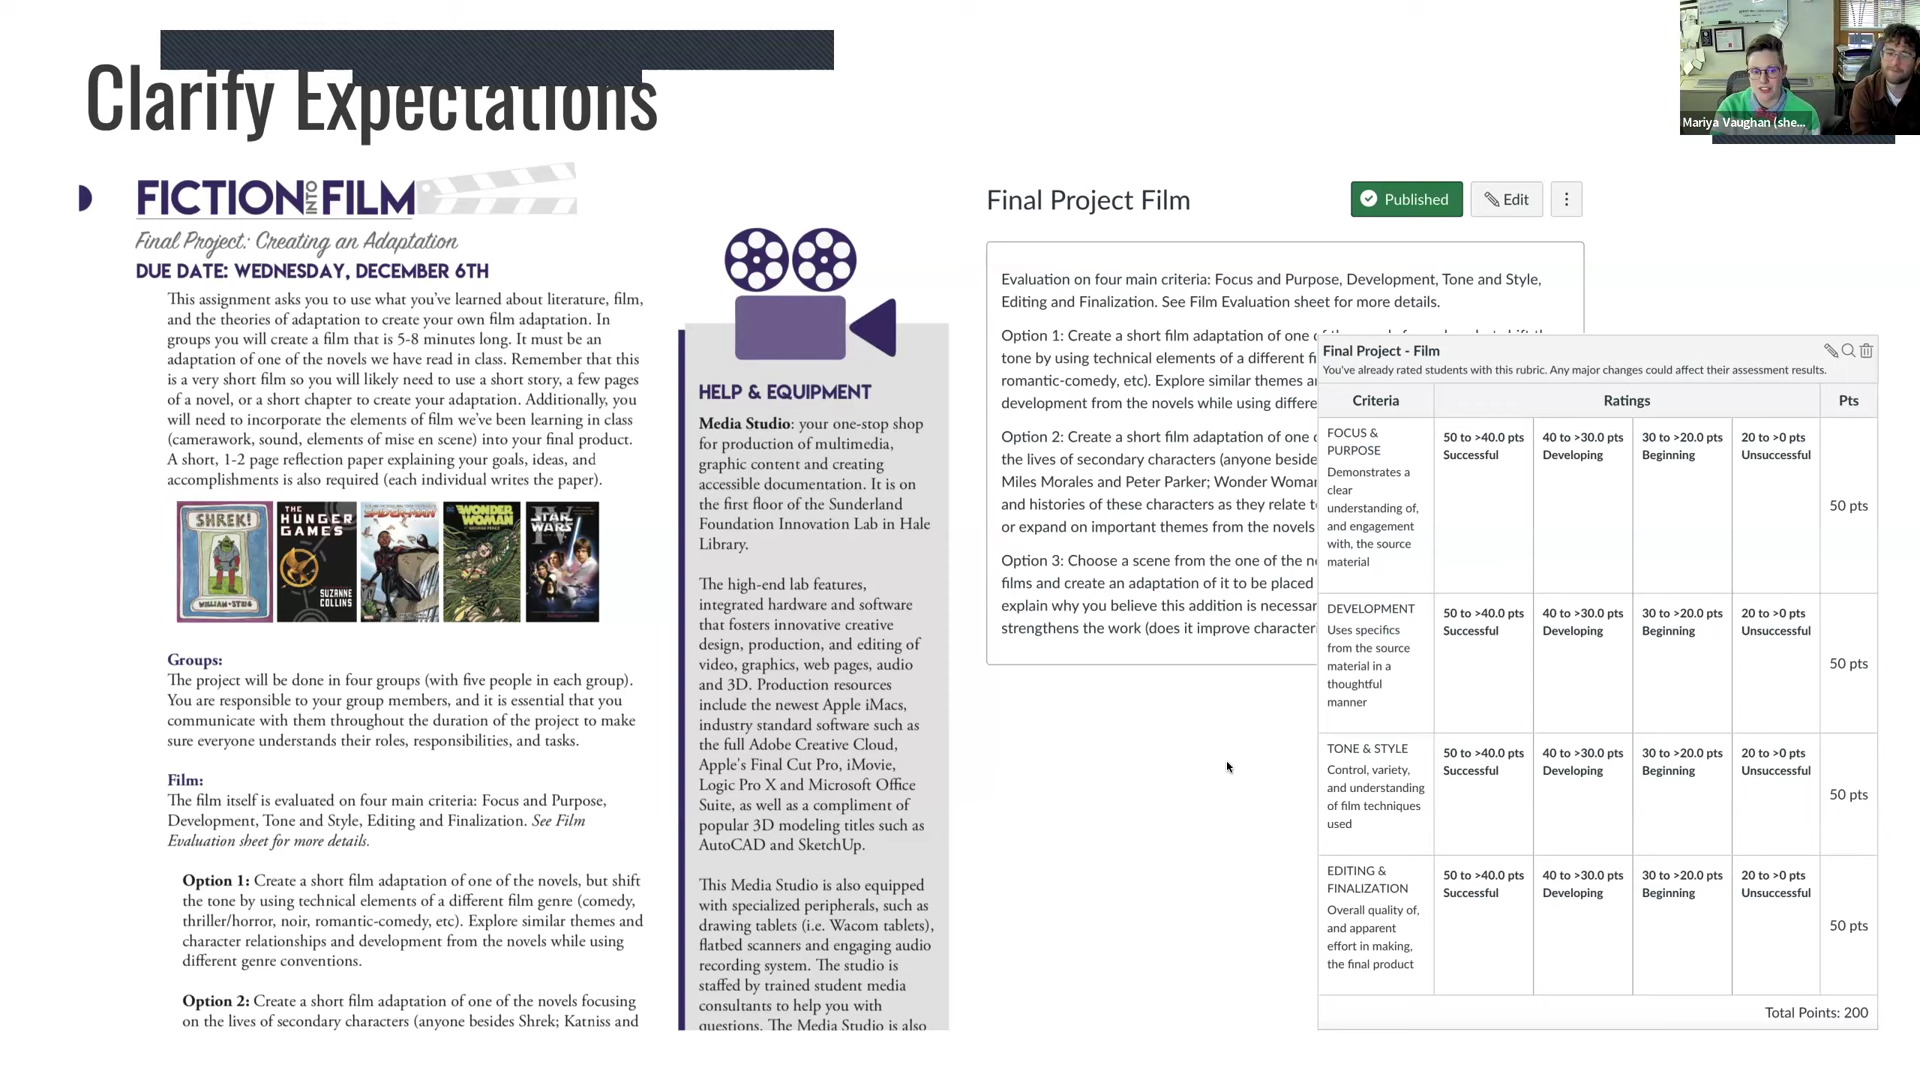 Clarify Expectations
Mariya Vaughan (she...
FICTION INTO FILM
Final Project: Creating an Adaptation
DUE DATE: WEDNESDAY, DECEMBER 6TH
This assignment asks you to use what you've learned about literature, film,
and the theories of adaptation to create your own film adaptation. In
groups you will create a film that is 5-8 minutes long. It must be an
adaptation of one of the novels we have read in class. Remember that this
is a very short film so you will likely need to use a short story, a few pages
of a novel, or a short chapter to create your adaptation. Additionally, you
will need to incorporate the elements of film we've been learning in class
(camerawork, sound, elements of mise en scene) into your final product.
A short, 1-2 page reflection paper explaining your goals, ideas, and
accomplishments is also required (each individual writes the paper).
SHREK!
WILLIAM STEIG
THE
HUNGER
GAMES
SUZANNE
COLLINS
SPIDER-MAN
WONDER
WOMAN
STAR
WARS
IV
Groups:
The project will be done in four groups (with five people in each group).
You are responsible to your group members, and it is essential that you
communicate with them throughout the duration of the project to make
sure everyone understands their roles, responsibilities, and tasks.
Film:
The film itself is evaluated on four main criteria: Focus and Purpose,
Development, Tone and Style, Editing and Finalization. See Film
Evaluation sheet for more details.
Option 1: Create a short film adaptation of one of the novels, but shift
the tone by using technical elements of a different film genre (comedy,
thriller/horror, noir, romantic-comedy, etc). Explore similar themes and
character relationships and development from the novels while using
different genre conventions.
Option 2: Create a short film adaptation of one of the novels focusing
on the lives of secondary characters (anyone besides Shrek; Katniss and
HELP & EQUIPMENT
Media Studio: your one-stop shop
for production of multimedia,
graphic content and creating
accessible documentation. It is on
the first floor of the Sunderland
Foundation Innovation Lab in Hale
Library.
The high-end lab features,
integrated hardware and software
that fosters innovative creative
design, production, and editing of
video, graphics, web pages, audio
and 3D. Production resources
include the newest Apple iMacs,
industry standard software such as
the full Adobe Creative Cloud,
Apple's Final Cut Pro, iMovie,
Logic Pro X and Microsoft Office
Suite, as well as a compliment of
popular 3D modeling titles such as
AutoCAD and SketchUp.
This Media Studio is also equipped
with specialized peripherals, such as
drawing tablets (i.e. Wacom tablets),
flatbed scanners and engaging audio
recording system. The studio is
staffed by trained student media
consultants to help you with
questions. The Media Studio is also
Final Project Film
Published
Edit
Evaluation on four main criteria: Focus and Purpose, Development, Tone and Style,
Editing and Finalization. See Film Evaluation sheet for more details.
Option 1: Create a short film adaptation of one of the novels, but shift the
tone by using technical elements of a different fi
romantic-comedy, etc). Explore similar themes an
development from the novels while using differe
Option 2: Create a short film adaptation of one o
the lives of secondary characters (anyone beside
Miles Morales and Peter Parker; Wonder Woman
and histories of these characters as they relate t
or expand on important themes from the novels
Option 3: Choose a scene from the one of the n
films and create an adaptation of it to be placed
explain why you believe this addition is necessar
strengthens the work (does it improve characteri
Final Project - Film
You've already rated students with this rubric. Any major changes could affect their assessment results.
Criteria Ratings Pts
FOCUS &
PURPOSE
Demonstrates a
clear
understanding of,
and engagement
with, the source
material
50 to >40.0 pts
Successful
40 to >30.0 pts
Developing
30 to >20.0 pts
Beginning
20 to >0 pts
Unsuccessful
50 pts
DEVELOPMENT
Uses specifics
from the source
material in a
thoughtful
manner
50 to >40.0 pts
Successful
40 to >30.0 pts
Developing
30 to >20.0 pts
Beginning
20 to >0 pts
Unsuccessful
50 pts
TONE & STYLE
Control, variety,
and understanding
of film techniques
used
50 to >40.0 pts
Successful
40 to >30.0 pts
Developing
30 to >20.0 pts
Beginning
20 to >0 pts
Unsuccessful
50 pts
EDITING &
FINALIZATION
Overall quality of,
and apparent
effort in making,
the final product
50 to >40.0 pts
Successful
40 to >30.0 pts
Developing
30 to >20.0 pts
Beginning
20 to >0 pts
Unsuccessful
50 pts
Total Points: 200